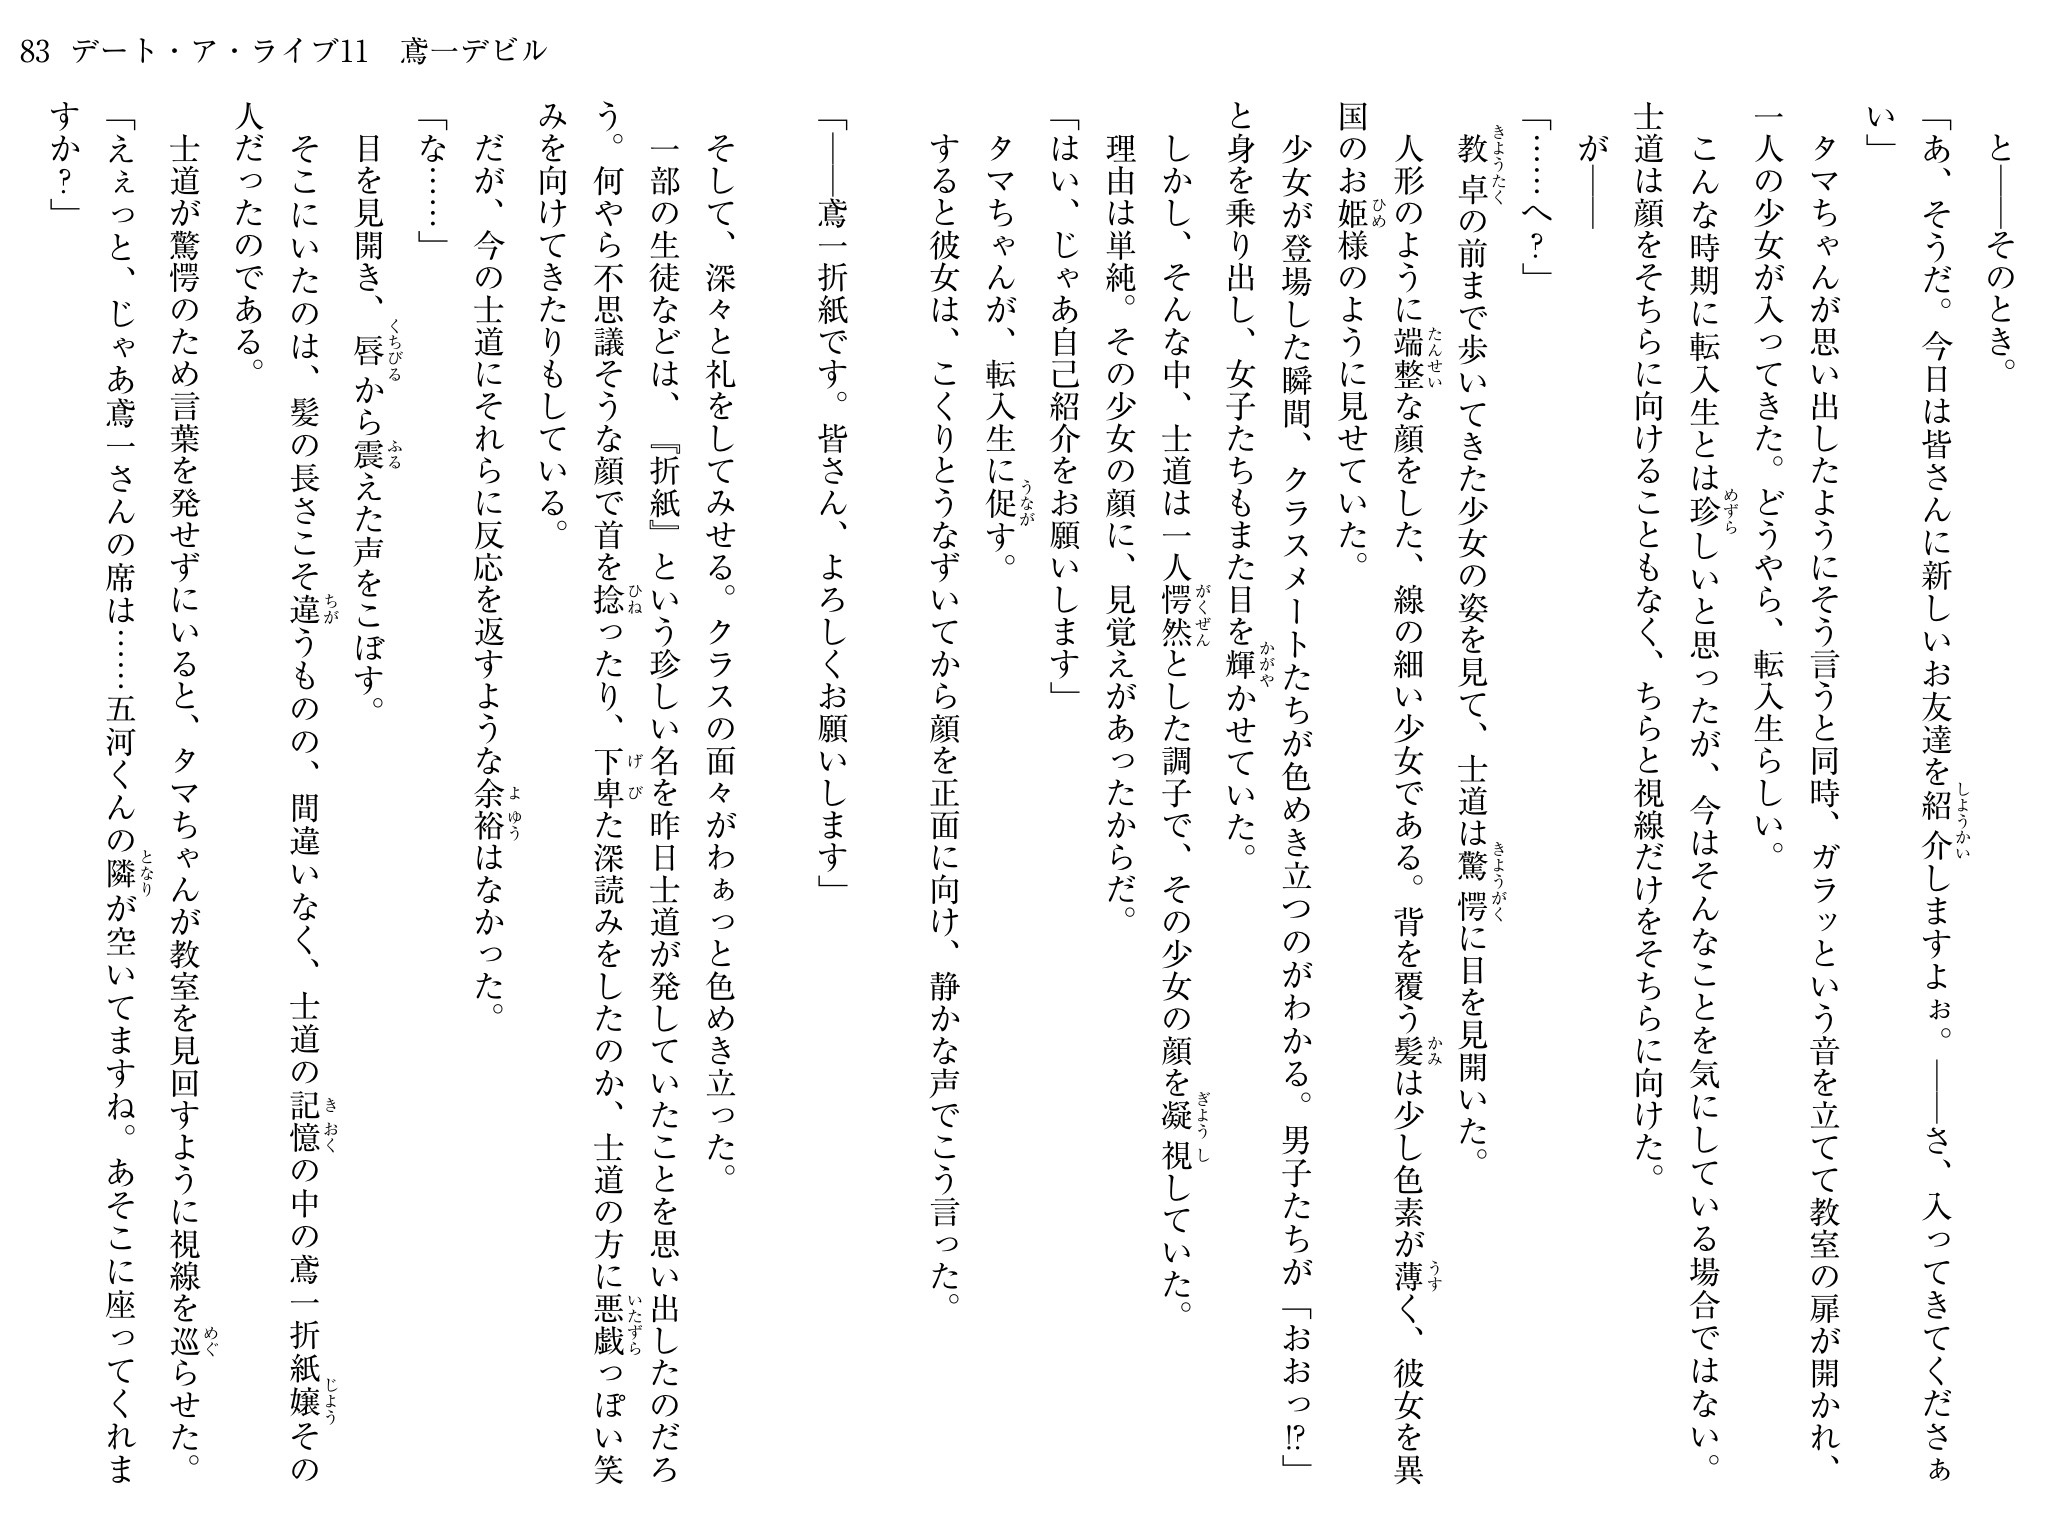 83 デート・ア・ライブ11　鳶一デビル
　と――そのとき。
「あ、そうだ。今日は皆さんに新しいお友達を紹介しますよぉ。――さ、入ってきてくださぁ
い」
　タマちゃんが思い出したようにそう言うと同時、ガラッという音を立てて教室の扉が開かれ、
一人の少女が入ってきた。どうやら、転入生らしい。
　こんな時期に転入生とは珍しいと思ったが、今はそんなことを気にしている場合ではない。
士道は顔をそちらに向けることもなく、ちらと視線だけをそちらに向けた。
　が――
「……へ？」
　教卓の前まで歩いてきた少女の姿を見て、士道は驚愕に目を見開いた。
　人形のように端整な顔をした、線の細い少女である。背を覆う髪は少し色素が薄く、彼女を異
国のお姫様のように見せていた。
　少女が登場した瞬間、クラスメートたちが色めき立つのがわかる。男子たちが「おおっ!?」
と身を乗り出し、女子たちもまた目を輝かせていた。
　しかし、そんな中、士道は一人愕然とした調子で、その少女の顔を凝視していた。
　理由は単純。その少女の顔に、見覚えがあったからだ。
「はい、じゃあ自己紹介をお願いします」
　タマちゃんが、転入生に促す。
　すると彼女は、こくりとうなずいてから顔を正面に向け、静かな声でこう言った。
「――鳶一折紙です。皆さん、よろしくお願いします」
　そして、深々と礼をしてみせる。クラスの面々がわぁっと色めき立った。
　一部の生徒などは、『折紙』という珍しい名を昨日士道が発していたことを思い出したのだろ
う。何やら不思議そうな顔で首を捻ったり、下卑た深読みをしたのか、士道の方に悪戯っぽい笑
みを向けてきたりもしている。
　だが、今の士道にそれらに反応を返すような余裕はなかった。
「な……」
　目を見開き、唇から震えた声をこぼす。
　そこにいたのは、髪の長さこそ違うものの、間違いなく、士道の記憶の中の鳶一折紙嬢その
人だったのである。
　士道が驚愕のため言葉を発せずにいると、タマちゃんが教室を見回すように視線を巡らせた。
「えぇっと、じゃあ鳶一さんの席は……五河くんの隣が空いてますね。あそこに座ってくれま
すか？」